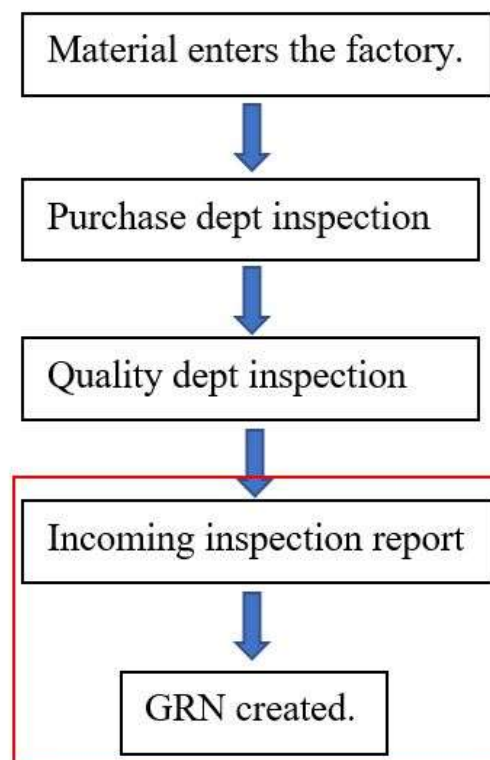 Material enters the factory.
Purchase dept inspection
Quality dept inspection
Incoming inspection report
GRN created.